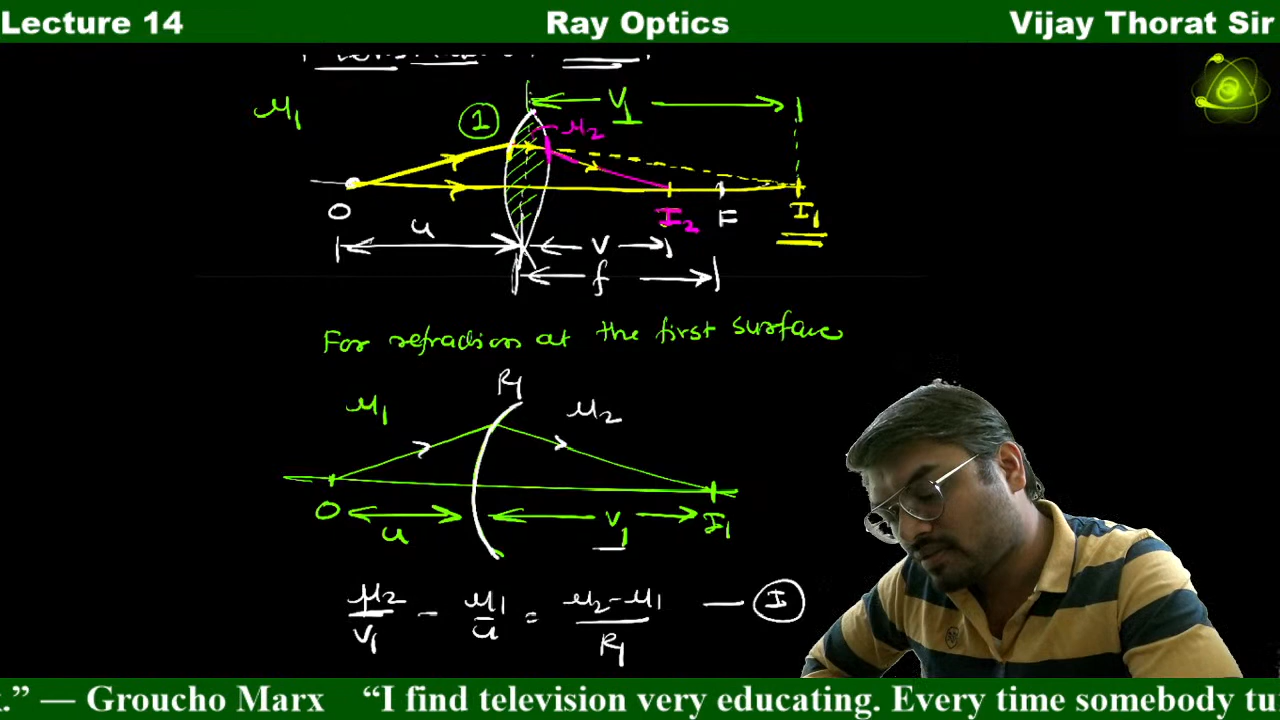 Lecture 14 Ray Optics Vijay Thorat Sir
μ₁
①
V₁
μ₂
O
I₂
F
I₁
u
v
f
For refraction at the first surface
R₁
μ₁
μ₂
O
u
v₁
I₁
μ₂/v₁ - μ₁/u = μ₂-μ₁/R₁ — Ⓘ
.” — Groucho Marx “I find television very educating. Every time somebody tu